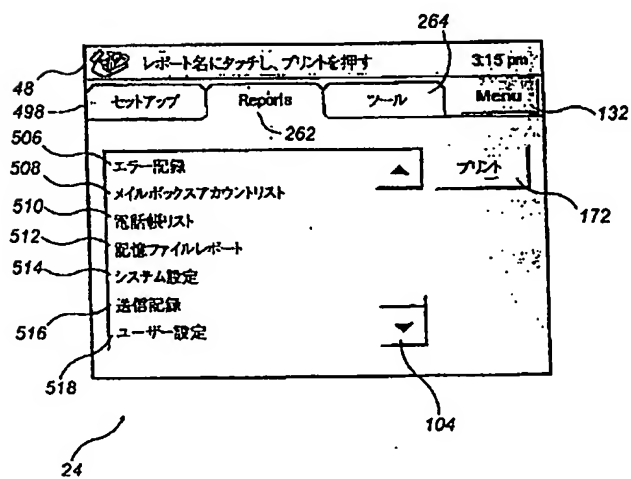 264
48 レポート名にタッチし、プリントを押す 3:15 pm
498 セットアップ Reports ツール Menu 132
262
506 エラー記録 プリント
508 メイルボックスアカウントリスト 172
510 電話帳リスト
512 記憶ファイルレポート
514 システム設定
516 送信記録
518 ユーザー設定
104
24